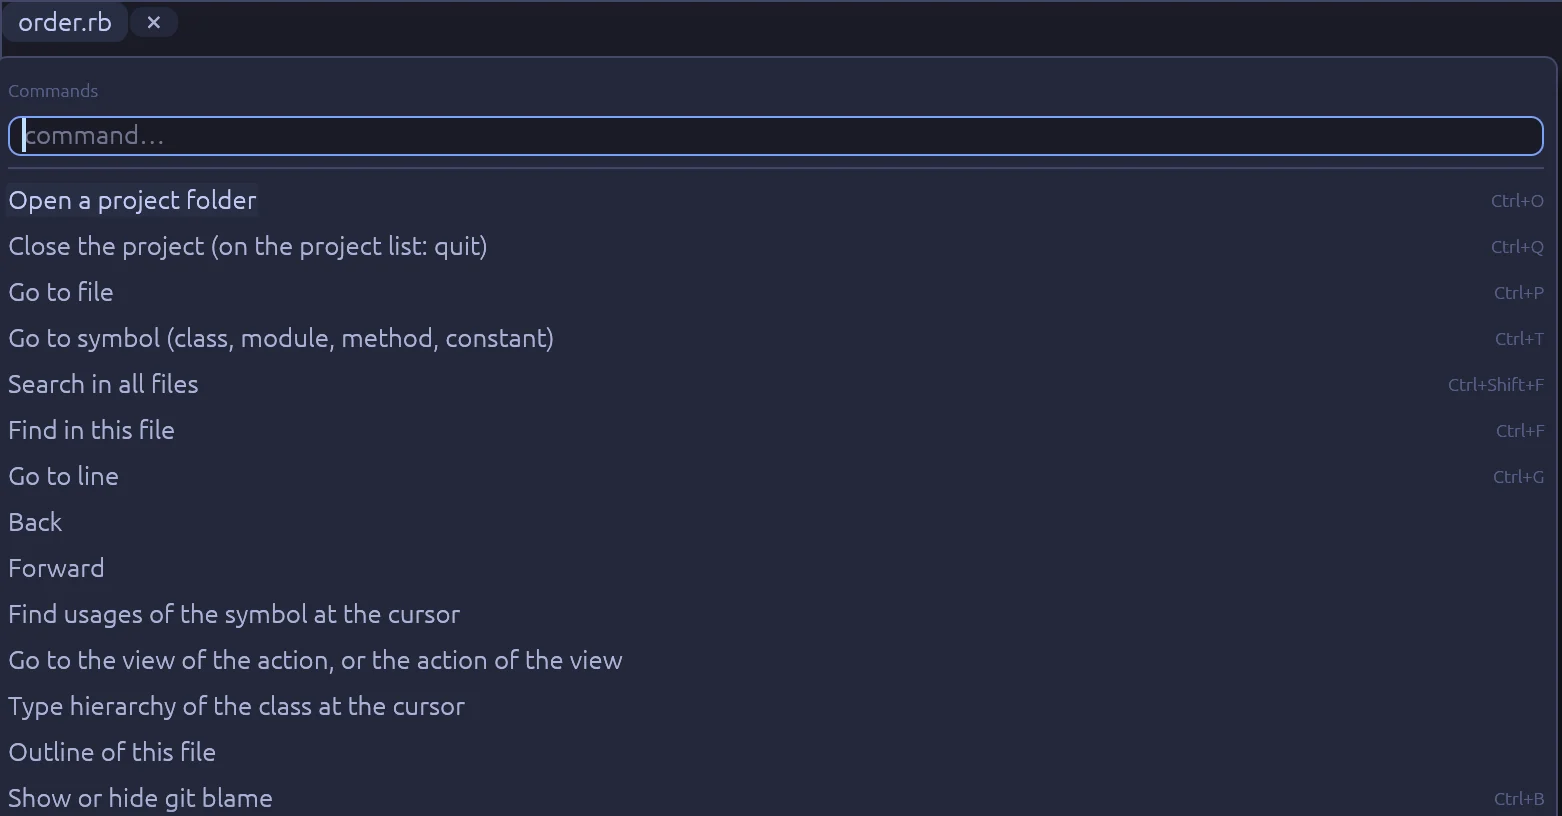 order.rb ×
Commands
command…
Open a project folder Ctrl+O
Close the project (on the project list: quit) Ctrl+Q
Go to file Ctrl+P
Go to symbol (class, module, method, constant) Ctrl+T
Search in all files Ctrl+Shift+F
Find in this file Ctrl+F
Go to line Ctrl+G
Back
Forward
Find usages of the symbol at the cursor
Go to the view of the action, or the action of the view
Type hierarchy of the class at the cursor
Outline of this file
Show or hide git blame Ctrl+B